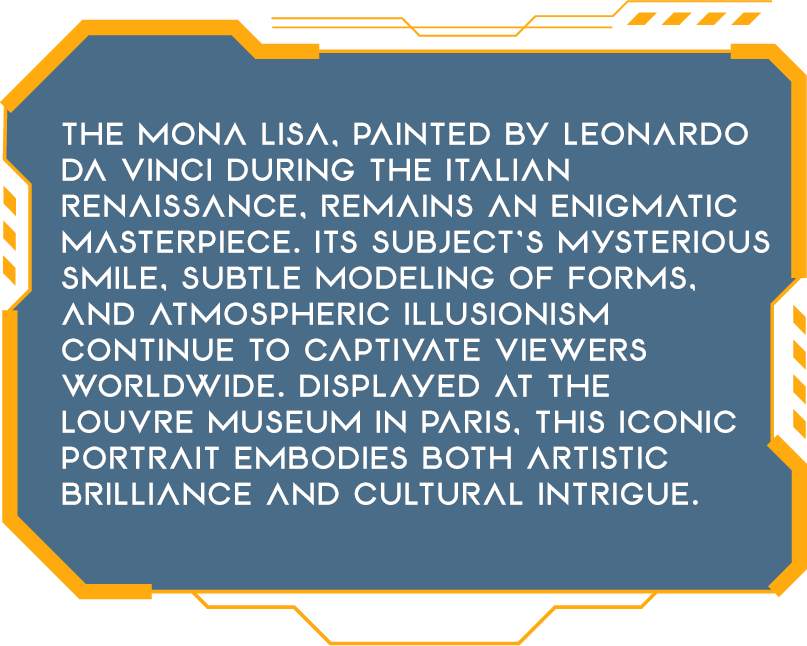 THE MONA LISA, PAINTED BY LEONARDO
DA VINCI DURING THE ITALIAN
RENAISSANCE, REMAINS AN ENIGMATIC
MASTERPIECE. ITS SUBJECT'S MYSTERIOUS
SMILE, SUBTLE MODELING OF FORMS,
AND ATMOSPHERIC ILLUSIONISM
CONTINUE TO CAPTIVATE VIEWERS
WORLDWIDE. DISPLAYED AT THE
LOUVRE MUSEUM IN PARIS, THIS ICONIC
PORTRAIT EMBODIES BOTH ARTISTIC
BRILLIANCE AND CULTURAL INTRIGUE.